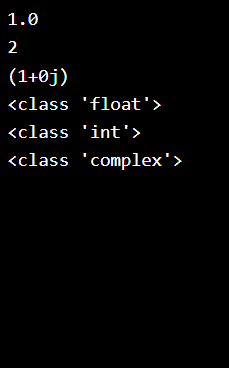 1.0
2
(1+0j)
<class 'float'>
<class 'int'>
<class 'complex'>